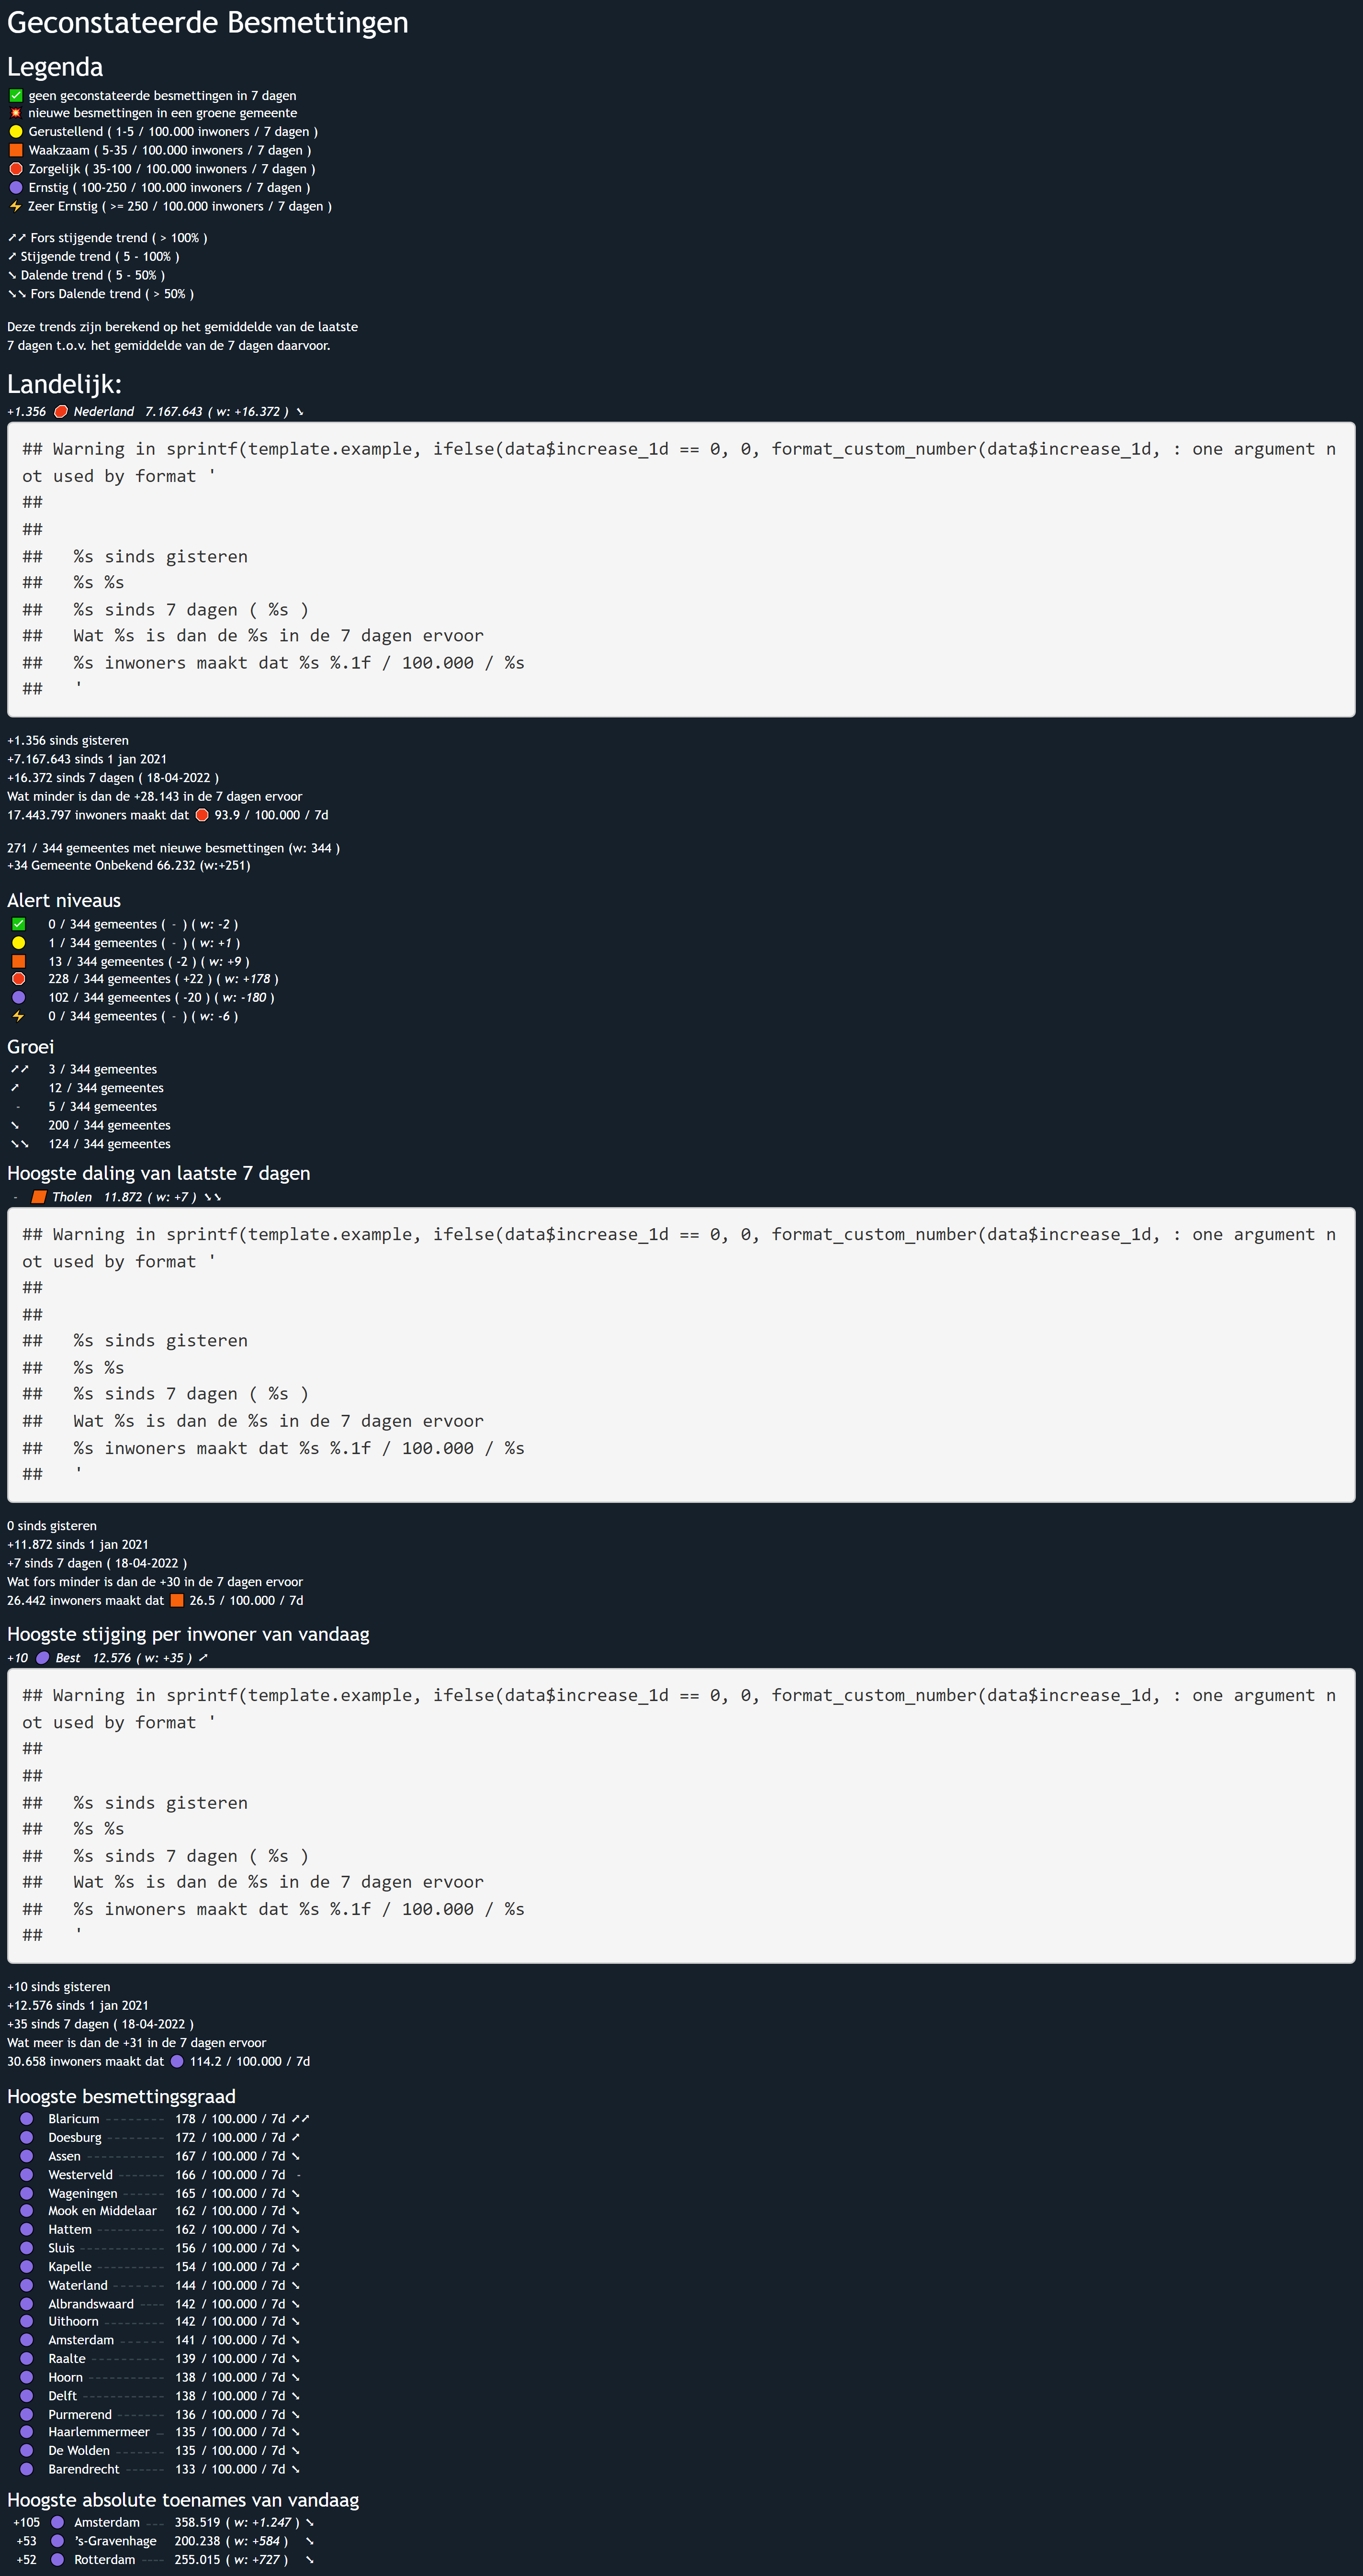 Geconstateerde Besmettingen
Legenda
✅ geen geconstateerde besmettingen in 7 dagen
💥 nieuwe besmettingen in een groene gemeente
🟡 Gerustellend ( 1-5 / 100.000 inwoners / 7 dagen )
🟧 Waakzaam ( 5-35 / 100.000 inwoners / 7 dagen )
🛑 Zorgelijk ( 35-100 / 100.000 inwoners / 7 dagen )
🟣 Ernstig ( 100-250 / 100.000 inwoners / 7 dagen )
⚡ Zeer Ernstig ( >= 250 / 100.000 inwoners / 7 dagen )
⤤⤤ Fors stijgende trend ( > 100% )
⤤ Stijgende trend ( 5 - 100% )
⤥ Dalende trend ( 5 - 50% )
⤥⤥ Fors Dalende trend ( > 50% )
Deze trends zijn berekend op het gemiddelde van de laatste
7 dagen t.o.v. het gemiddelde van de 7 dagen daarvoor.
Landelijk:
+1.356 🛑 Nederland 7.167.643 ( w: +16.372 ) ⤥
## Warning in sprintf(template.example, ifelse(data$increase_1d == 0, 0, format_custom_number(data$increase_1d, : one argument n
ot used by format '
##
##
## %s sinds gisteren
## %s %s
## %s sinds 7 dagen ( %s )
## Wat %s is dan de %s in de 7 dagen ervoor
## %s inwoners maakt dat %s %.1f / 100.000 / %s
## '
+1.356 sinds gisteren
+7.167.643 sinds 1 jan 2021
+16.372 sinds 7 dagen ( 18-04-2022 )
Wat minder is dan de +28.143 in de 7 dagen ervoor
17.443.797 inwoners maakt dat 🛑 93.9 / 100.000 / 7d
271 / 344 gemeentes met nieuwe besmettingen (w: 344 )
+34 Gemeente Onbekend 66.232 (w:+251)
Alert niveaus
✅ 0 / 344 gemeentes ( - ) ( w: -2 )
🟡 1 / 344 gemeentes ( - ) ( w: +1 )
🟧 13 / 344 gemeentes ( -2 ) ( w: +9 )
🛑 228 / 344 gemeentes ( +22 ) ( w: +178 )
🟣 102 / 344 gemeentes ( -20 ) ( w: -180 )
⚡ 0 / 344 gemeentes ( - ) ( w: -6 )
Groei
⤤⤤ 3 / 344 gemeentes
⤤ 12 / 344 gemeentes
- 5 / 344 gemeentes
⤥ 200 / 344 gemeentes
⤥⤥ 124 / 344 gemeentes
Hoogste daling van laatste 7 dagen
- 🟧 Tholen 11.872 ( w: +7 ) ⤥⤥
## Warning in sprintf(template.example, ifelse(data$increase_1d == 0, 0, format_custom_number(data$increase_1d, : one argument n
ot used by format '
##
##
## %s sinds gisteren
## %s %s
## %s sinds 7 dagen ( %s )
## Wat %s is dan de %s in de 7 dagen ervoor
## %s inwoners maakt dat %s %.1f / 100.000 / %s
## '
0 sinds gisteren
+11.872 sinds 1 jan 2021
+7 sinds 7 dagen ( 18-04-2022 )
Wat fors minder is dan de +30 in de 7 dagen ervoor
26.442 inwoners maakt dat 🟧 26.5 / 100.000 / 7d
Hoogste stijging per inwoner van vandaag
+10 🟣 Best 12.576 ( w: +35 ) ⤤
## Warning in sprintf(template.example, ifelse(data$increase_1d == 0, 0, format_custom_number(data$increase_1d, : one argument n
ot used by format '
##
##
## %s sinds gisteren
## %s %s
## %s sinds 7 dagen ( %s )
## Wat %s is dan de %s in de 7 dagen ervoor
## %s inwoners maakt dat %s %.1f / 100.000 / %s
## '
+10 sinds gisteren
+12.576 sinds 1 jan 2021
+35 sinds 7 dagen ( 18-04-2022 )
Wat meer is dan de +31 in de 7 dagen ervoor
30.658 inwoners maakt dat 🟣 114.2 / 100.000 / 7d
Hoogste besmettingsgraad
🟣 Blaricum 178 / 100.000 / 7d ⤤⤤
🟣 Doesburg 172 / 100.000 / 7d ⤤
🟣 Assen 167 / 100.000 / 7d ⤥
🟣 Westerveld 166 / 100.000 / 7d -
🟣 Wageningen 165 / 100.000 / 7d ⤥
🟣 Mook en Middelaar 162 / 100.000 / 7d ⤥
🟣 Hattem 162 / 100.000 / 7d ⤥
🟣 Sluis 156 / 100.000 / 7d ⤥
🟣 Kapelle 154 / 100.000 / 7d ⤤
🟣 Waterland 144 / 100.000 / 7d ⤥
🟣 Albrandswaard 142 / 100.000 / 7d ⤥
🟣 Uithoorn 142 / 100.000 / 7d ⤥
🟣 Amsterdam 141 / 100.000 / 7d ⤥
🟣 Raalte 139 / 100.000 / 7d ⤥
🟣 Hoorn 138 / 100.000 / 7d ⤥
🟣 Delft 138 / 100.000 / 7d ⤥
🟣 Purmerend 136 / 100.000 / 7d ⤥
🟣 Haarlemmermeer 135 / 100.000 / 7d ⤥
🟣 De Wolden 135 / 100.000 / 7d ⤥
🟣 Barendrecht 133 / 100.000 / 7d ⤥
Hoogste absolute toenames van vandaag
+105 🟣 Amsterdam 358.519 ( w: +1.247 ) ⤥
+53 🟣 ’s-Gravenhage 200.238 ( w: +584 ) ⤥
+52 🟣 Rotterdam 255.015 ( w: +727 ) ⤥